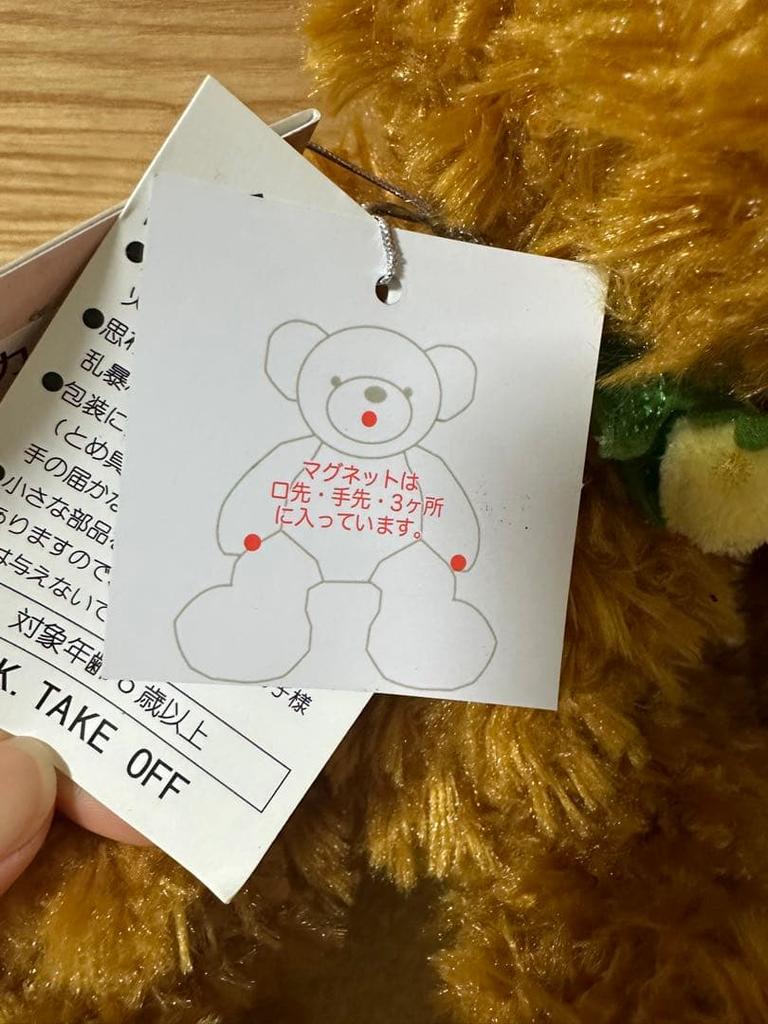 マグネットは
口先・手先・3ヶ所
に入っています。
●思
乱暴
●包装に
（とめ具
手の届かな
●小さな部品
ありますので
は与えないで
対象年齢6歳以上
K. TAKE OFF